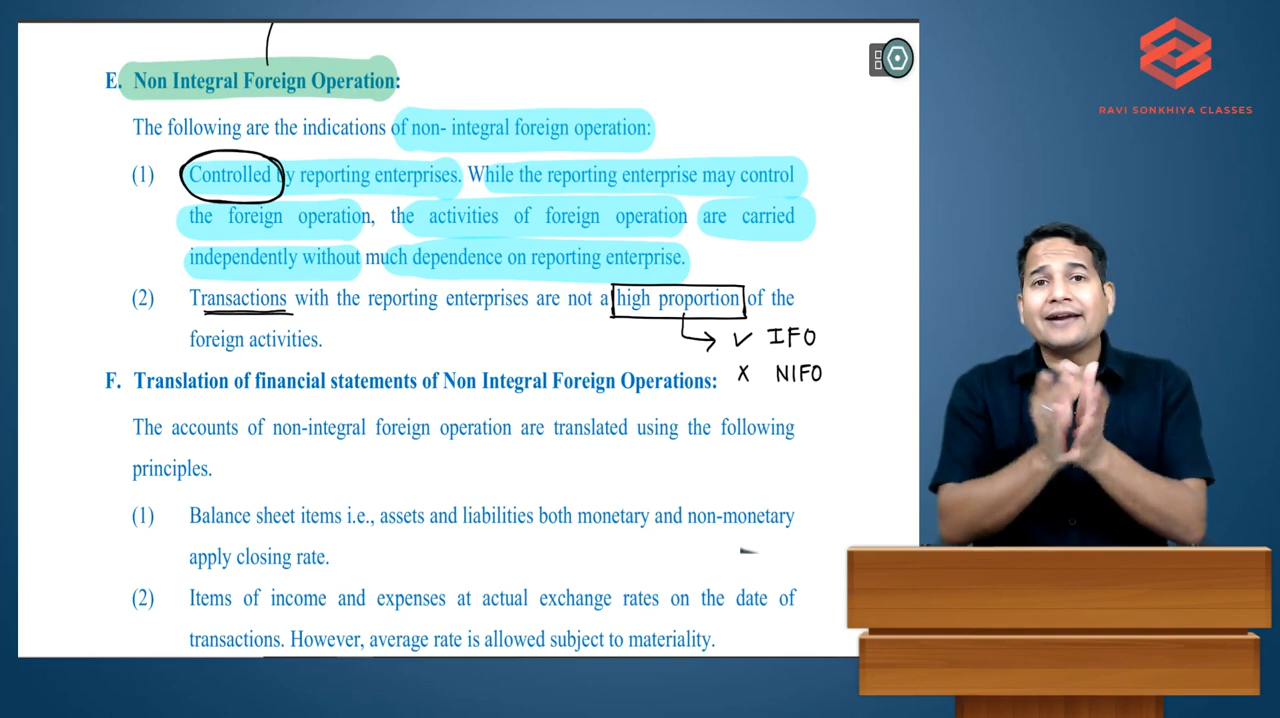 E. Non Integral Foreign Operation:
RAVI SONKHIYA CLASSES
The following are the indications of non- integral foreign operation:
(1) Controlled by reporting enterprises. While the reporting enterprise may control
the foreign operation, the activities of foreign operation are carried
independently without much dependence on reporting enterprise.
(2) Transactions with the reporting enterprises are not a high proportion of the
foreign activities.
✓ IFO
X NIFO
F. Translation of financial statements of Non Integral Foreign Operations:
The accounts of non-integral foreign operation are translated using the following
principles.
(1) Balance sheet items i.e., assets and liabilities both monetary and non-monetary
apply closing rate.
(2) Items of income and expenses at actual exchange rates on the date of
transactions. However, average rate is allowed subject to materiality.